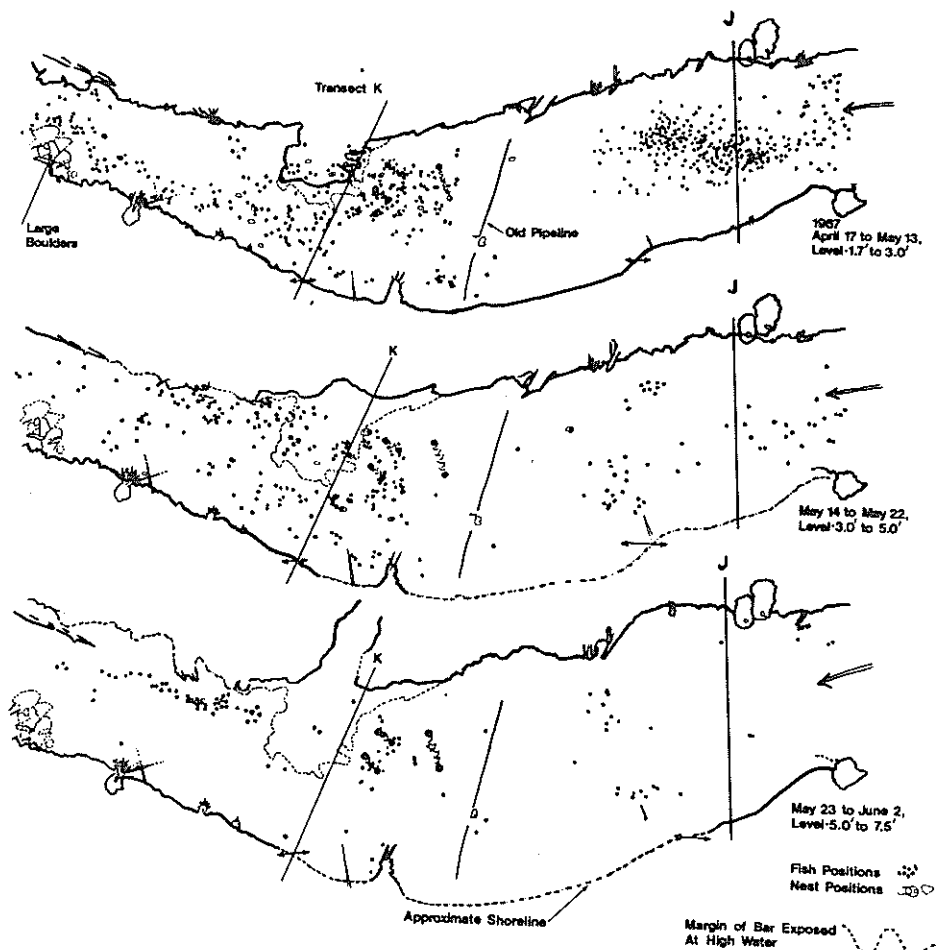 J
Transect K
Large
Boulders
Old Pipeline
1967
April 17 to May 13,
Level-1.7' to 3.0'
J
K
May 14 to May 22,
Level-3.0' to 5.0'
J
K
May 23 to June 2,
Level-5.0' to 7.5'
Fish Positions
Nest Positions
Approximate Shoreline
Margin of Bar Exposed
At High Water